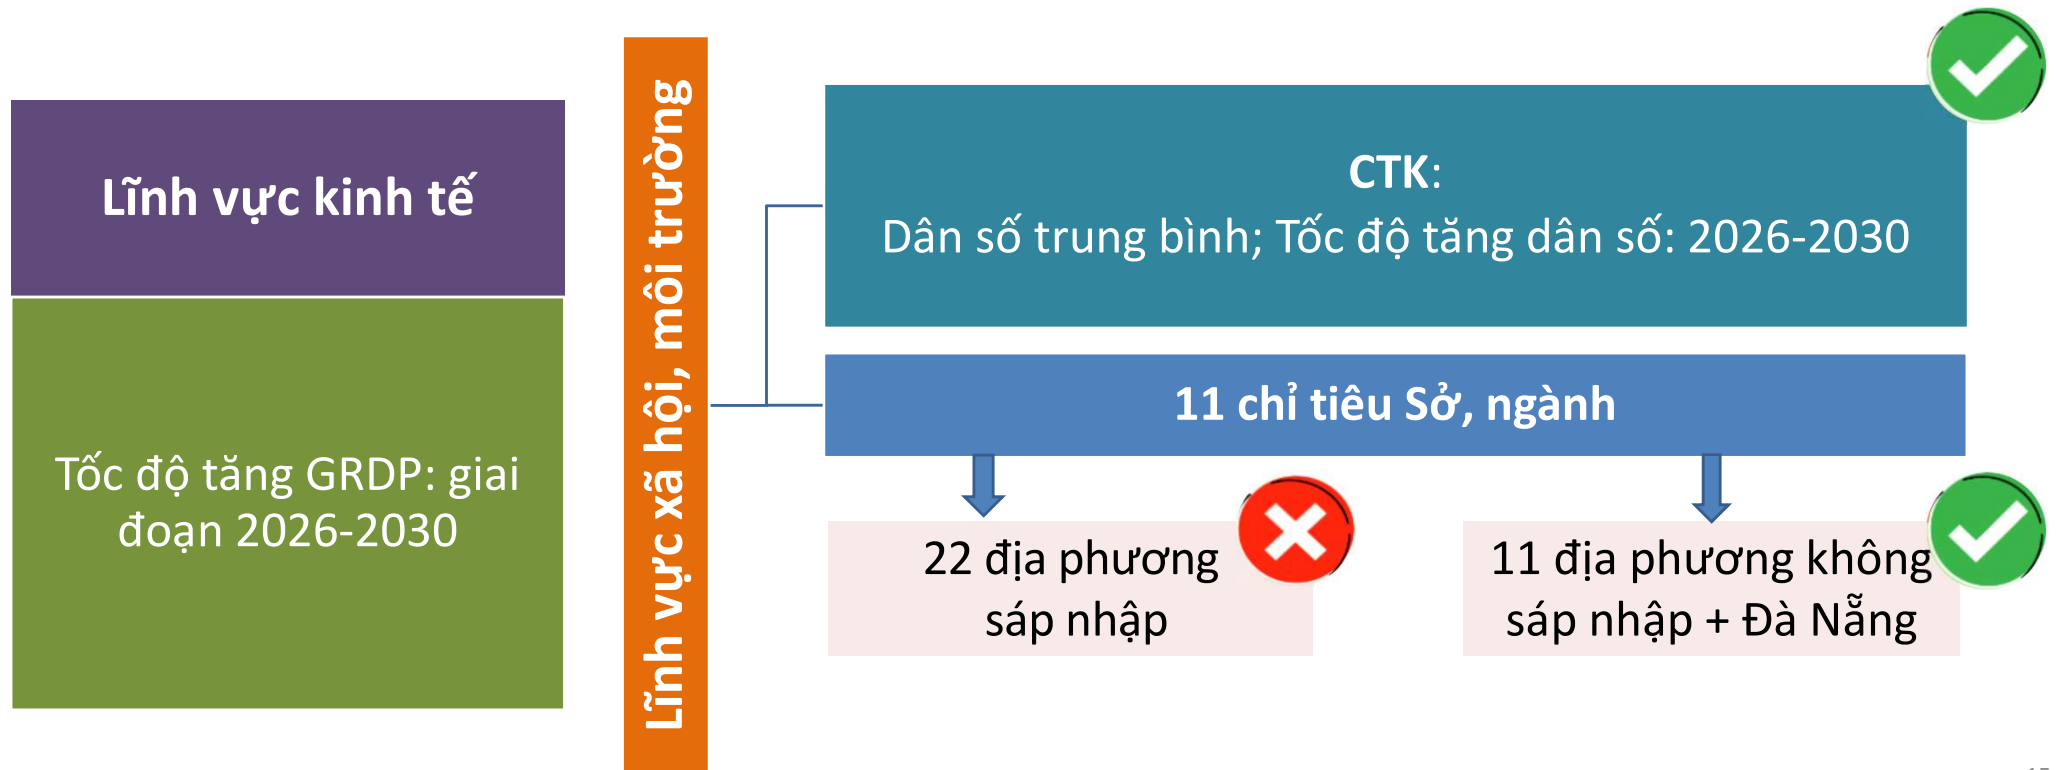 Lĩnh vực kinh tế
Tốc độ tăng GRDP: giai
đoạn 2026-2030
Lĩnh vực xã hội, môi trường
CTK:
Dân số trung bình; Tốc độ tăng dân số: 2026-2030
11 chỉ tiêu Sở, ngành
22 địa phương
sáp nhập
11 địa phương không
sáp nhập + Đà Nẵng